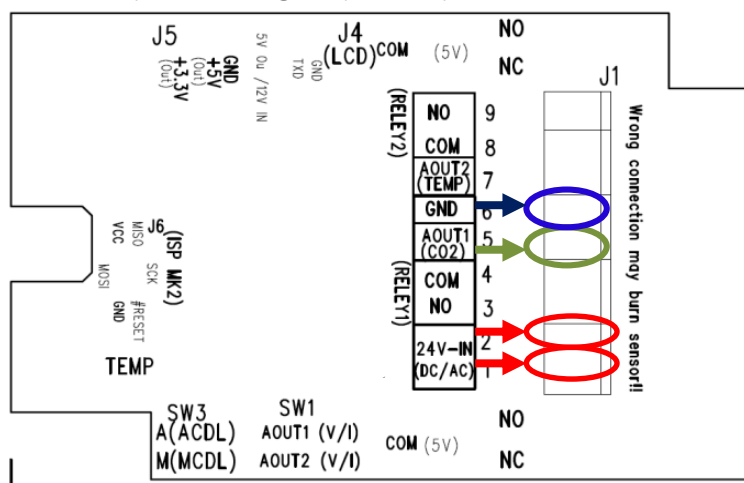 J5
GND
+5V
(Out)
+3.3V
(Out)
5V Ou /12V IN
J4
(LCD)
GND
TXD
COM (5V)
NO
NC
J1
(RELEY2)
NO 9
COM 8
AOUT2
(TEMP) 7
GND 6
AOUT1
(CO2) 5
(RELEY1)
COM 4
NO 3
24V-IN 2
(DC/AC) 1
Wrong connection may burn sensor!!
J6
(ISP MK2)
MISO
VCC
SCK
MOSI
#RESET
GND
TEMP
SW3
A(ACDL)
M(MCDL)
SW1
AOUT1 (V/I)
AOUT2 (V/I)
COM (5V)
NO
NC